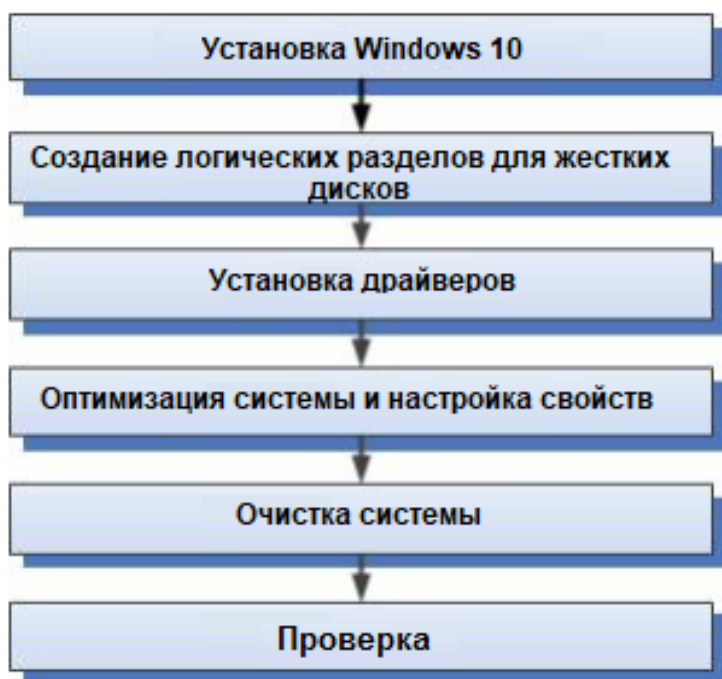 Установка Windows 10
Создание логических разделов для жестких
дисков
Установка драйверов
Оптимизация системы и настройка свойств
Очистка системы
Проверка